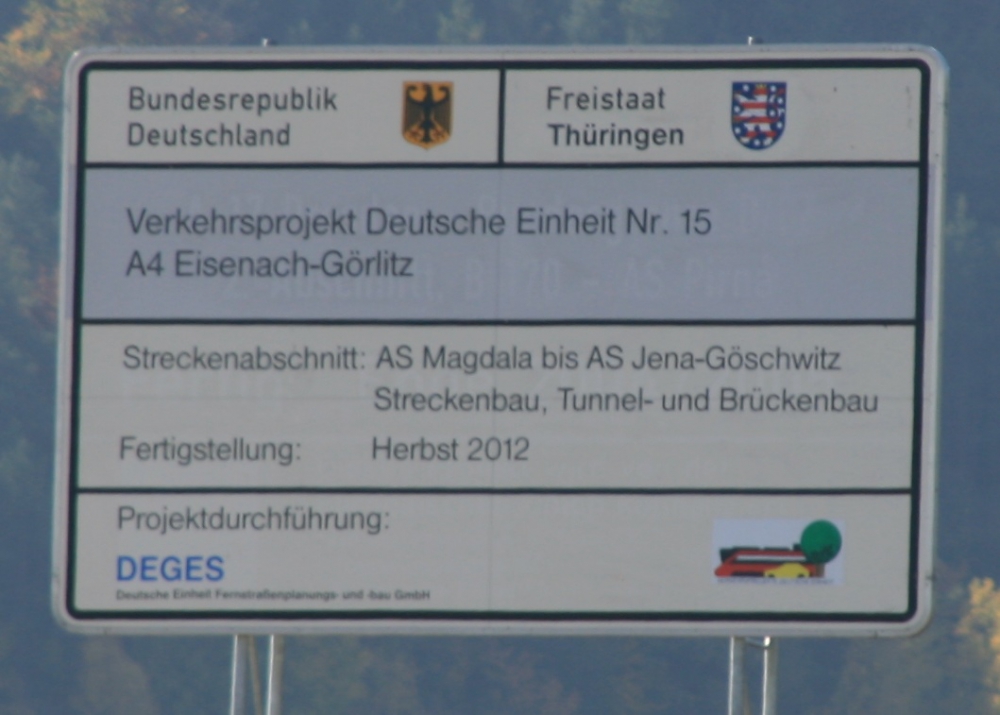 Bundesrepublik
Deutschland
Freistaat
Thüringen
Verkehrsprojekt Deutsche Einheit Nr. 15
A4 Eisenach-Görlitz
Streckenabschnitt: AS Magdala bis AS Jena-Göschwitz
Streckenbau, Tunnel- und Brückenbau
Fertigstellung: Herbst 2012
Projektdurchführung:
DEGES
Deutsche Einheit Fernstraßenplanungs- und -bau GmbH